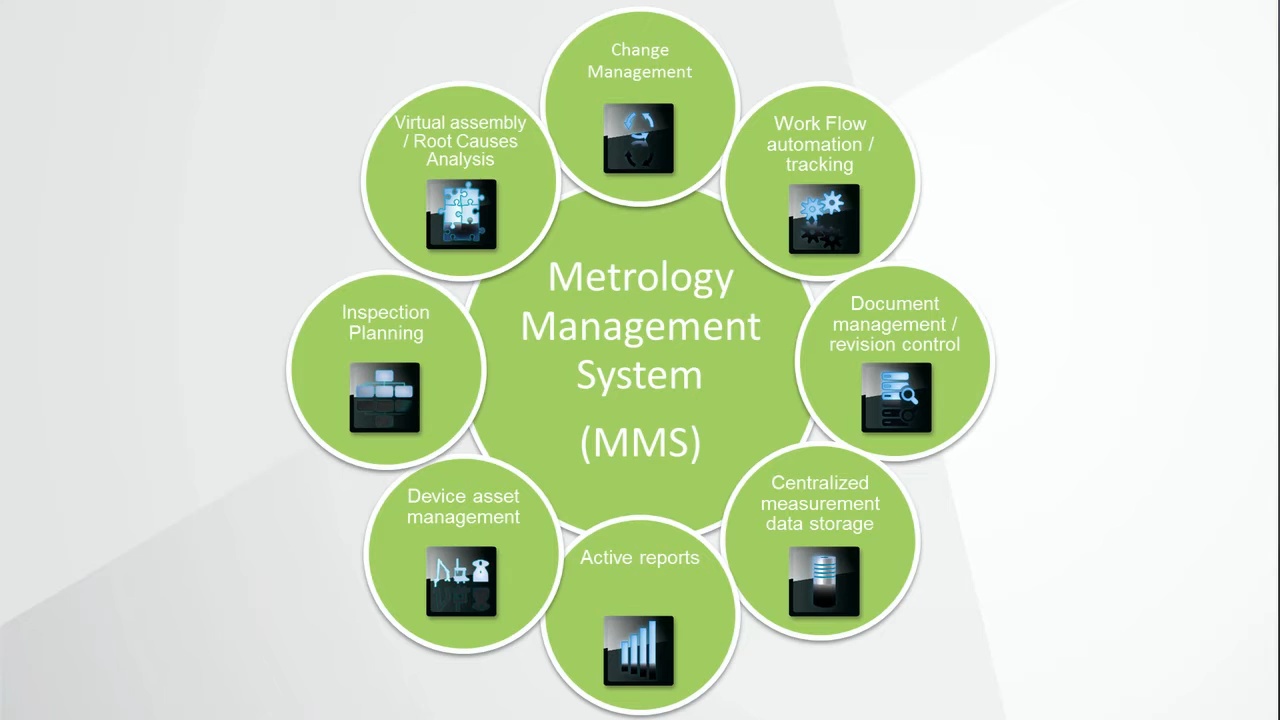 Change
Management
Virtual assembly
/ Root Causes
Analysis
Work Flow
automation /
tracking
Metrology
Management
System
(MMS)
Inspection
Planning
Document
management /
revision control
Device asset
management
Centralized
measurement
data storage
Active reports